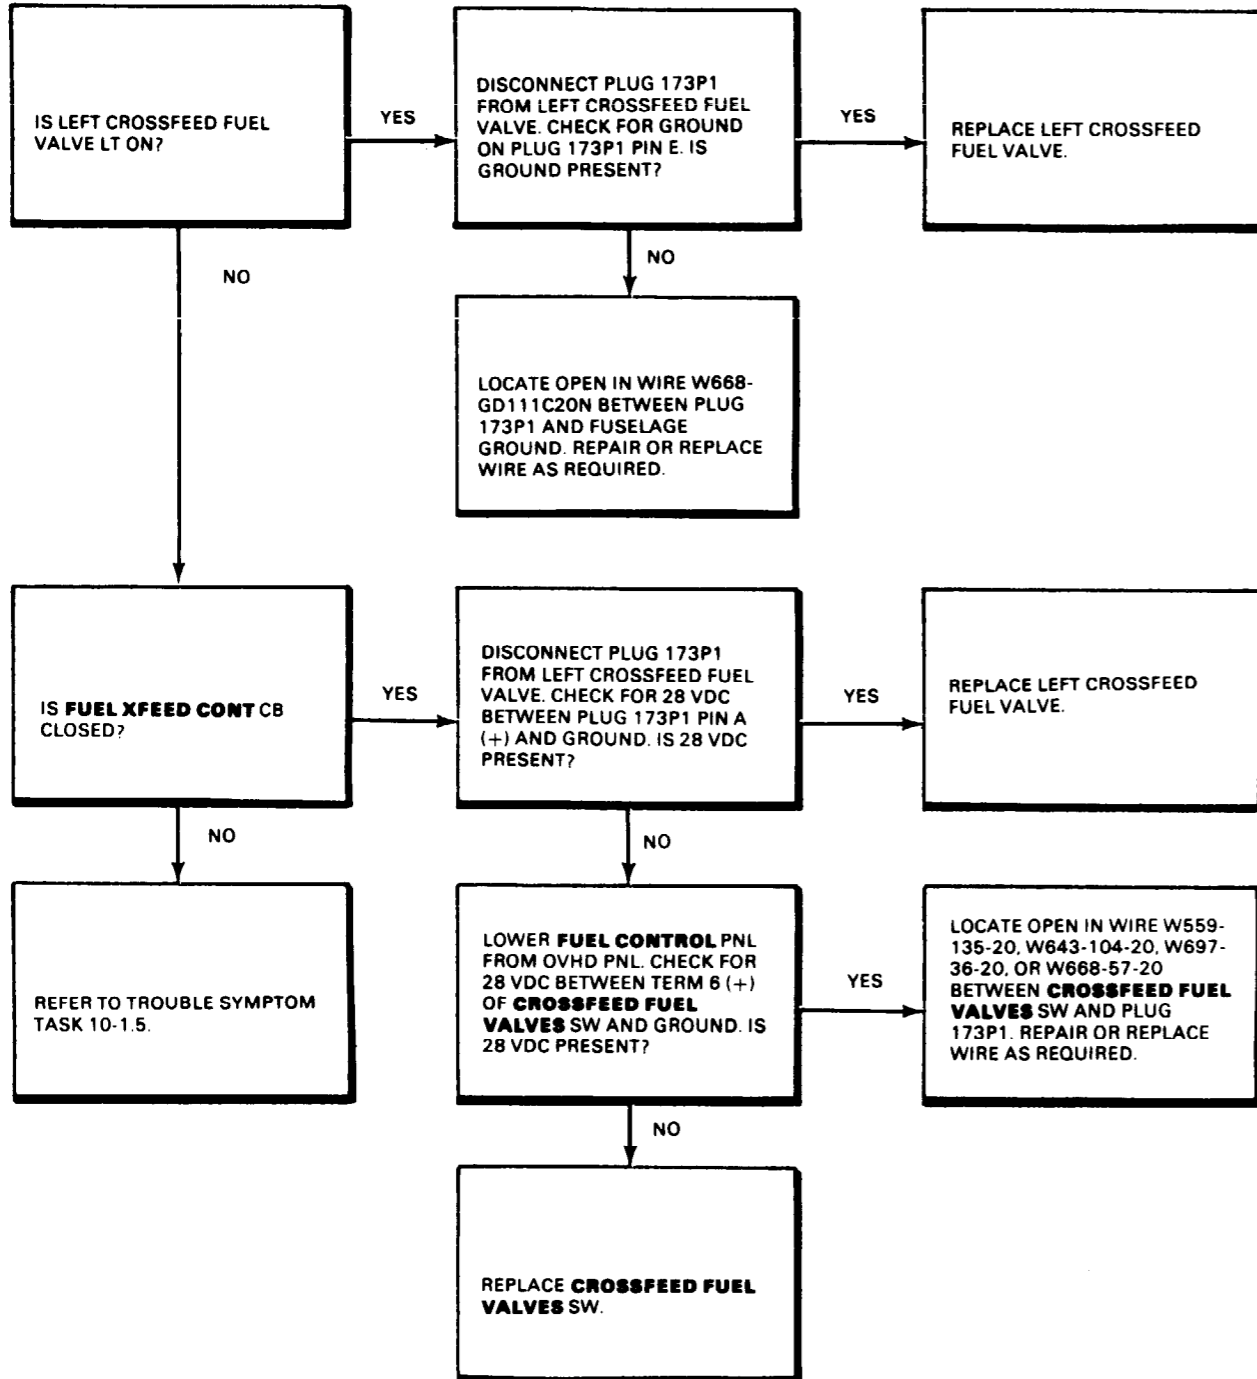 IS LEFT CROSSFEED FUEL
VALVE LT ON?
YES
DISCONNECT PLUG 173P1
FROM LEFT CROSSFEED FUEL
VALVE. CHECK FOR GROUND
ON PLUG 173P1 PIN E. IS
GROUND PRESENT?
YES
REPLACE LEFT CROSSFEED
FUEL VALVE.
NO
NO
LOCATE OPEN IN WIRE W668-
GD111C20N BETWEEN PLUG
173P1 AND FUSELAGE
GROUND. REPAIR OR REPLACE
WIRE AS REQUIRED.
IS FUEL XFEED CONT CB
CLOSED?
YES
DISCONNECT PLUG 173P1
FROM LEFT CROSSFEED FUEL
VALVE. CHECK FOR 28 VDC
BETWEEN PLUG 173P1 PIN A
(+) AND GROUND. IS 28 VDC
PRESENT?
YES
REPLACE LEFT CROSSFEED
FUEL VALVE.
NO
NO
REFER TO TROUBLE SYMPTOM
TASK 10-1.5.
LOWER FUEL CONTROL PNL
FROM OVHD PNL. CHECK FOR
28 VDC BETWEEN TERM 6 (+)
OF CROSSFEED FUEL
VALVES SW AND GROUND. IS
28 VDC PRESENT?
YES
LOCATE OPEN IN WIRE W559-
135-20, W643-104-20, W697-
36-20, OR W668-57-20
BETWEEN CROSSFEED FUEL
VALVES SW AND PLUG
173P1. REPAIR OR REPLACE
WIRE AS REQUIRED.
NO
REPLACE CROSSFEED FUEL
VALVES SW.